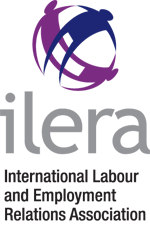 ilera
International Labour
and Employment
Relations Association